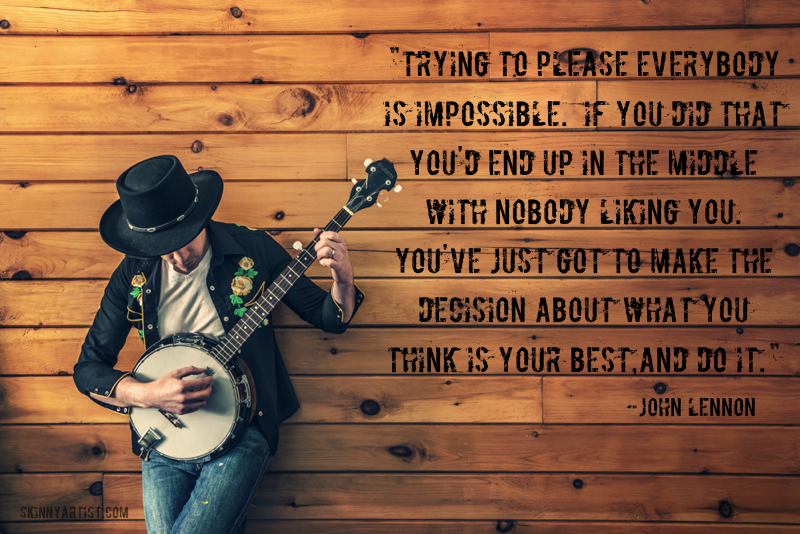 "TRYING TO PLEASE EVERYBODY
IS IMPOSSIBLE. IF YOU DID THAT
YOU'D END UP IN THE MIDDLE
WITH NOBODY LIKING YOU.
YOU'VE JUST GOT TO MAKE THE
DECISION ABOUT WHAT YOU
THINK IS YOUR BEST,AND DO IT."
-JOHN LENNON
SKINNYARTIST.COM